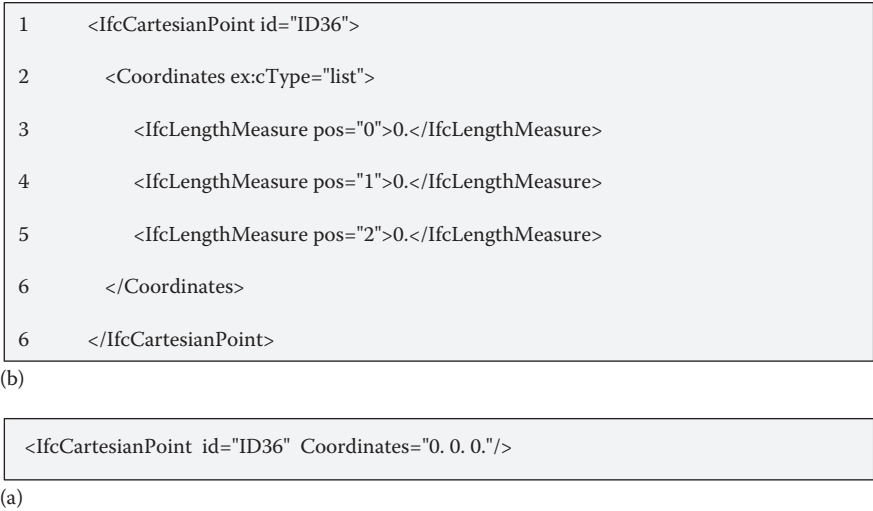 1 <IfcCartesianPoint id="ID36">
2 <Coordinates ex:cType="list">
3 <IfcLengthMeasure pos="0">0.</IfcLengthMeasure>
4 <IfcLengthMeasure pos="1">0.</IfcLengthMeasure>
5 <IfcLengthMeasure pos="2">0.</IfcLengthMeasure>
6 </Coordinates>
6 </IfcCartesianPoint>
(b)
<IfcCartesianPoint id="ID36" Coordinates="0. 0. 0."/>
(a)